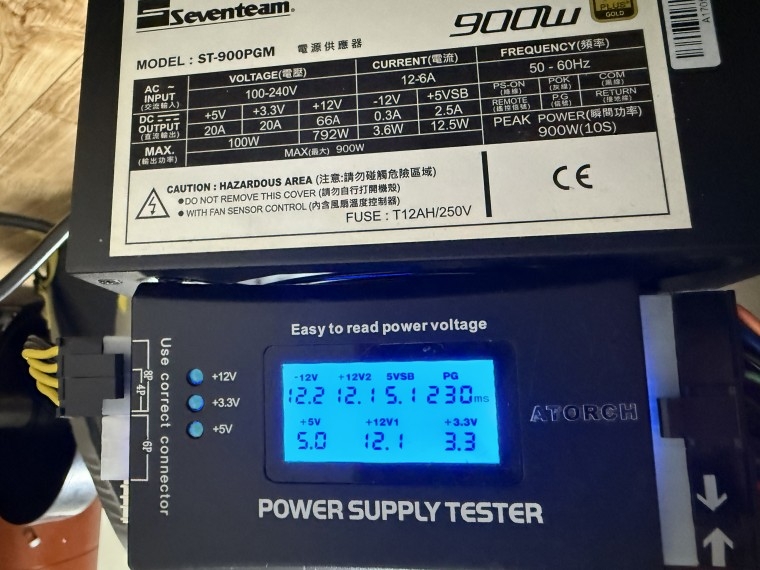 Seventeam
900W
PLUS
GOLD
MODEL : ST-900PGM 電源供應器
AC ~ INPUT (交流輸入)
VOLTAGE(電壓) CURRENT(電流) FREQUENCY(頻率)
100-240V 12-6A 50 - 60Hz
DC OUTPUT (直流輸出)
+5V +3.3V +12V -12V +5VSB
20A 20A 66A 0.3A 2.5A
PS-ON POK COM
REMOTE P.G RETURN
MAX. (輸出功率)
100W 792W 3.6W 12.5W
MAX(最大) 900W
PEAK POWER(瞬間功率)
900W(10S)
CAUTION : HAZARDOUS AREA (注意:請勿碰觸危險區域)
●DO NOT REMOVE THIS COVER (請勿自行打開機殼)
●WITH FAN SENSOR CONTROL (內含風扇溫度控制器)
FUSE : T12AH/250V
CE
Easy to read power voltage
Use correct connector
8P
4P
6P
+12V
+3.3V
+5V
-12V +12V2 5VSB PG
12.2 12.1 5.1 230ms
+5V +12V1 +3.3V
5.0 12.1 3.3
ATORCH
POWER SUPPLY TESTER